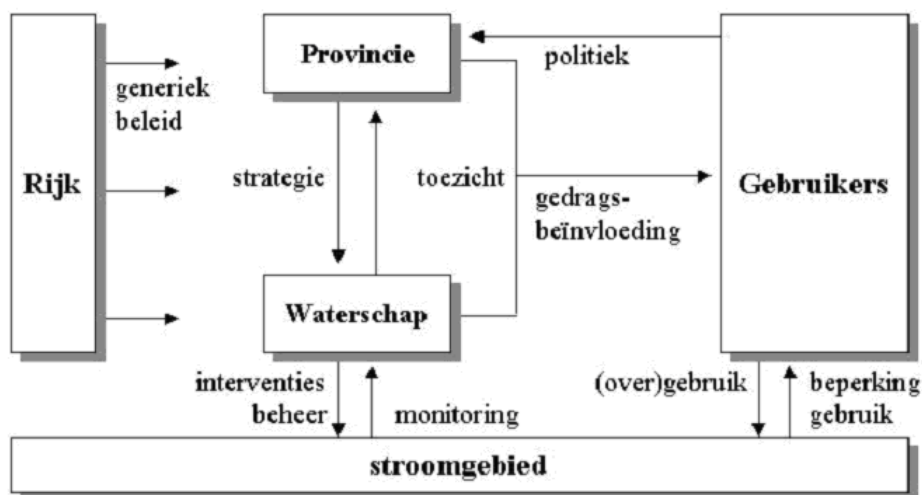 Provincie
politiek
generiek
beleid
Rijk
strategie
toezicht
gedrags-
beïnvloeding
Gebruikers
Waterschap
interventies
beheer
monitoring
(over)gebruik
beperking
gebruik
stroomgebied